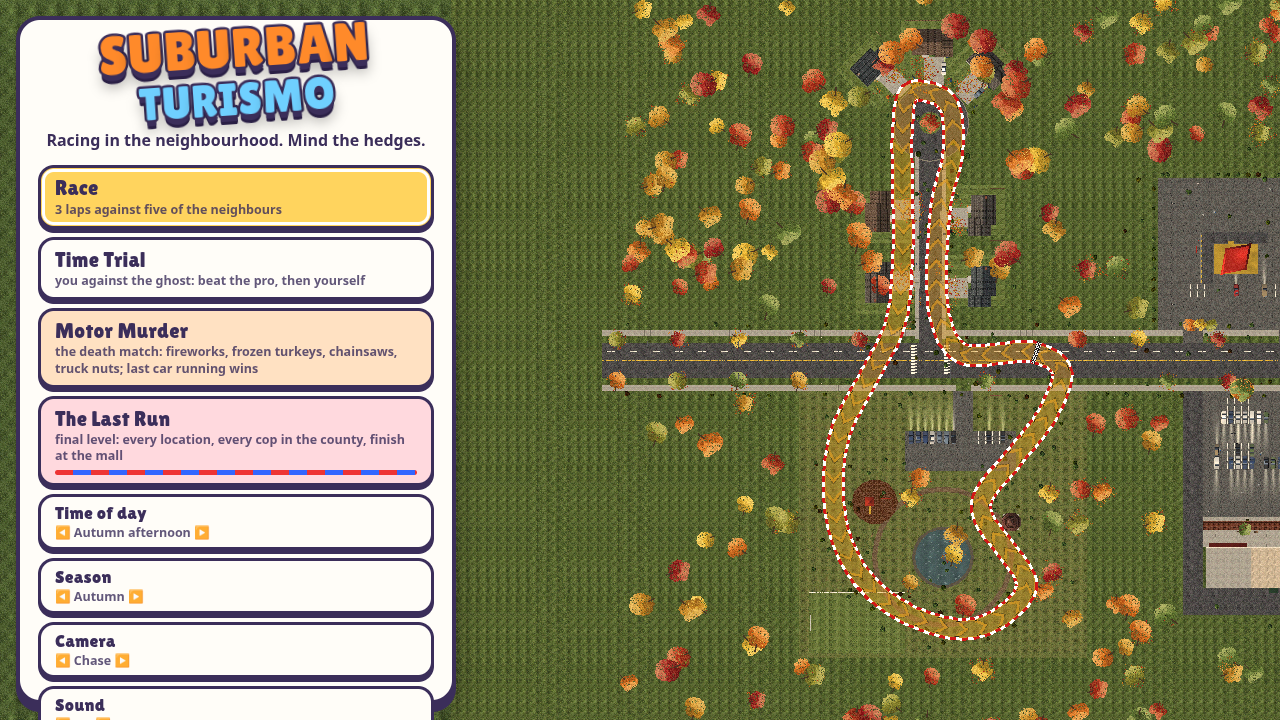 SUBURBAN
TURISMO
Racing in the neighbourhood. Mind the hedges.
Race
3 laps against five of the neighbours
Time Trial
you against the ghost: beat the pro, then yourself
Motor Murder
the death match: fireworks, frozen turkeys, chainsaws,
truck nuts; last car running wins
The Last Run
final level: every location, every cop in the county, finish
at the mall
Time of day
Autumn afternoon
Season
Autumn
Camera
Chase
Sound